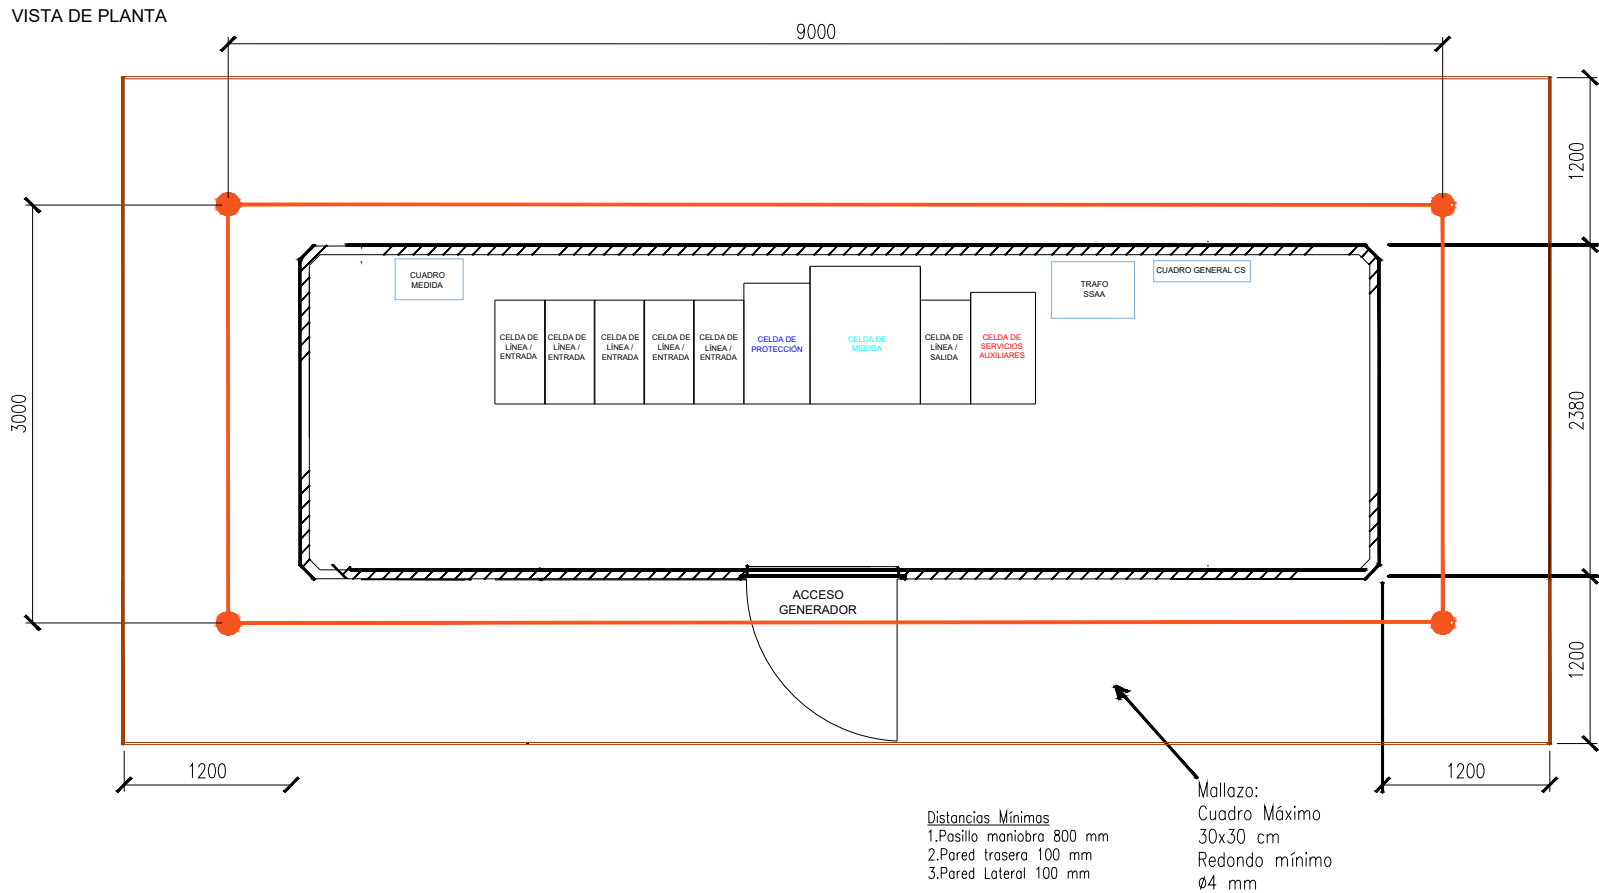 VISTA DE PLANTA
9000
1200
3000
2380
1200
CUADRO
MEDIDA
CELDA DE
LÍNEA /
ENTRADA
CELDA DE
LÍNEA /
ENTRADA
CELDA DE
LÍNEA /
ENTRADA
CELDA DE
LÍNEA /
ENTRADA
CELDA DE
LÍNEA /
ENTRADA
CELDA DE
PROTECCIÓN
CELDA DE
MEDIDA
CELDA DE
LÍNEA /
SALIDA
CELDA DE
SERVICIOS
AUXILIARES
TRAFO
SSAA
CUADRO GENERAL CS
ACCESO
GENERADOR
1200
1200
Distancias Mínimas
1.Pasillo maniobra 800 mm
2.Pared trasera 100 mm
3.Pared Lateral 100 mm
Mallazo:
Cuadro Máximo
30x30 cm
Redondo mínimo
ø4 mm